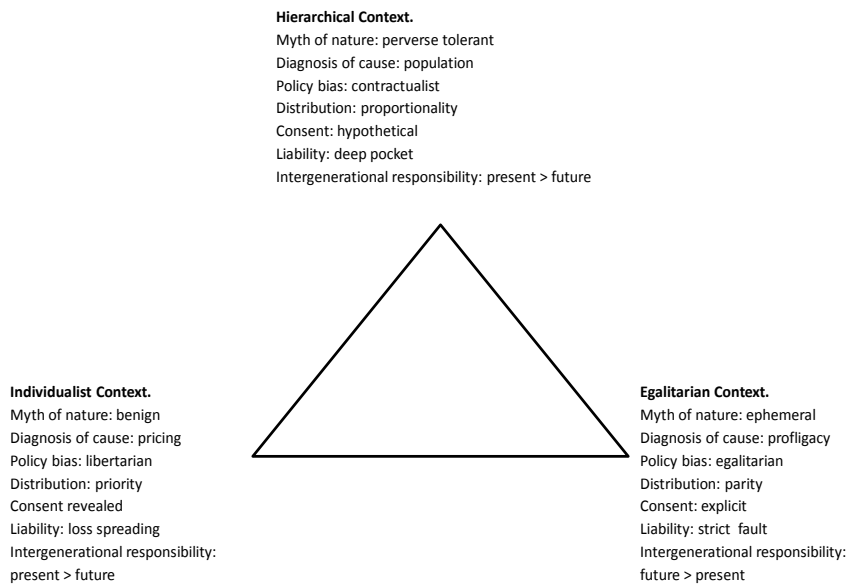 Hierarchical Context.
Myth of nature: perverse tolerant
Diagnosis of cause: population
Policy bias: contractualist
Distribution: proportionality
Consent: hypothetical
Liability: deep pocket
Intergenerational responsibility: present > future
Individualist Context.
Myth of nature: benign
Diagnosis of cause: pricing
Policy bias: libertarian
Distribution: priority
Consent revealed
Liability: loss spreading
Intergenerational responsibility:
present > future
Egalitarian Context.
Myth of nature: ephemeral
Diagnosis of cause: profligacy
Policy bias: egalitarian
Distribution: parity
Consent: explicit
Liability: strict fault
Intergenerational responsibility:
future > present